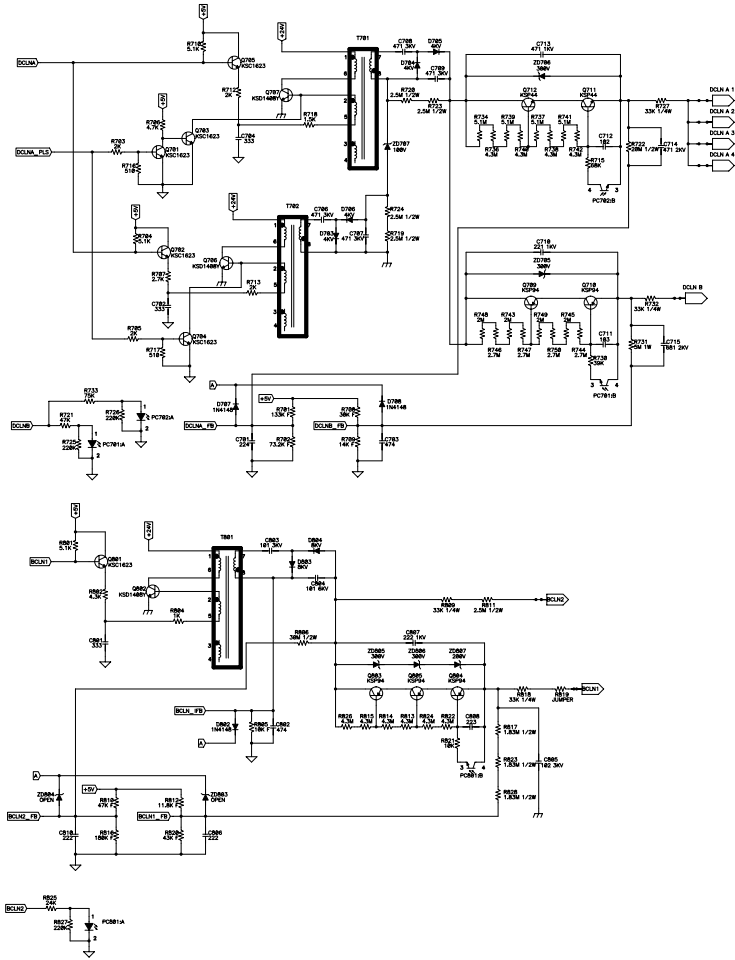 +5V
+24V
T701
C708
471 3KV
D705
4KV
C713
471 1KV
ZD706
300V
DCLNA
R710
5.1K
Q705
KSC1623
D704
4KV
C709
471 3KV
Q712
KSP44
Q711
KSP44
DCLN A 1
DCLN A 2
DCLN A 3
DCLN A 4
+5V
R712
2K
Q707
KSD1408Y
R720
2.5M 1/2W
R723
2.5M 1/2W
R727
33K 1/4W
R706
4.7K
Q703
KSC1623
R718
1.5K
R734
5.1M
R739
5.1M
R737
5.1M
R741
5.1M
R736
4.3M
R740
4.3M
R738
4.3M
R742
4.3M
C712
102
R722
20M 1/2W
C714
471 2KV
DCLNA_PLS
R703
2K
Q701
KSC1623
C704
333
ZD707
100V
R715
68K
R716
510
PC702:B
+24V
T702
C706
471 3KV
D706
4KV
R724
2.5M 1/2W
+5V
R704
5.1K
Q702
KSC1623
D703
4KV
C707
471 3KV
R719
2.5M 1/2W
C710
221 1KV
ZD705
300V
R707
2.7K
Q706
KSD1408Y
R713
2K
Q709
KSP94
Q710
KSP94
DCLN B
R732
33K 1/4W
C702
333
R748
2M
R743
2M
R749
2M
R745
2M
R746
2.7M
R747
2.7M
R750
2.7M
R744
2.7M
C711
103
R731
5M 1W
C715
681 2KV
R705
2K
Q704
KSC1623
R717
510
R730
39K
PC701:B
A
D707
1N4148
+5V
D708
1N4148
R733
75K
R726
220K
PC702:A
1
2
R701
133K F
R708
30K F
DCLNB
R721
47K
DCLNA_FB
DCLNB_FB
R725
220K
PC701:A
1
2
C701
224
R702
73.2K F
R709
14K F
C703
474
+5V
+24V
T801
C803
101 3KV
D804
8KV
R801
5.1K
BCLN1
Q801
KSC1623
D803
8KV
C804
101 6KV
R802
4.3K
Q802
KSD1408Y
R809
33K 1/4W
R811
2.5M 1/2W
BCLN2
R804
1K
C801
333
R806
30M 1/2W
C807
222 1KV
ZD805
300V
ZD806
300V
ZD807
200V
Q803
KSP94
Q805
KSP94
Q804
KSP94
BCLN1
R818
33K 1/4W
R819
JUMPER
BCLN_IFB
R826
4.3M
R815
4.3M
R814
4.3M
R813
4.3M
R824
4.3M
R822
4.3M
C808
223
D802
1N4148
R805
10K F
C802
474
R821
10K
R817
1.83M 1/2W
A
PC801:B
R823
1.83M 1/2W
C805
102 3KV
A
ZD804
OPEN
+5V
R810
47K F
R812
11.8K F
ZD803
OPEN
R828
1.83M 1/2W
BCLN2_FB
BCLN1_FB
C810
222
R816
180K F
R820
43K F
C806
222
BCLN2
R825
24K
R827
220K
PC801:A
1
2